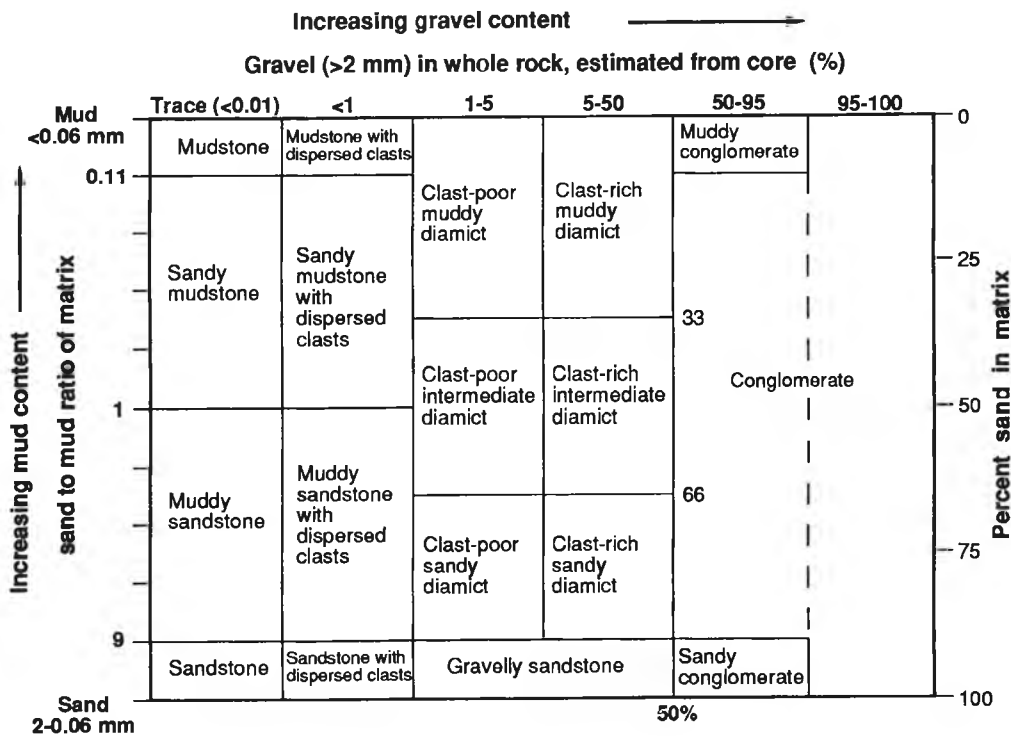 Increasing gravel content
Gravel (>2 mm) in whole rock, estimated from core (%)
Mud
<0.06 mm
Trace (<0.01)
<1
1-5
5-50
50-95
95-100
0
Mudstone
Mudstone with
dispersed clasts
Muddy
conglomerate
0.11
Clast-poor
muddy
diamict
Clast-rich
muddy
diamict
25
Sandy
mudstone
Sandy
mudstone
with
dispersed
clasts
33
Clast-poor
intermediate
diamict
Clast-rich
intermediate
diamict
Conglomerate
1
50
Muddy
sandstone
Muddy
sandstone
with
dispersed
clasts
66
Clast-poor
sandy
diamict
Clast-rich
sandy
diamict
75
9
Sandstone
Sandstone with
dispersed clasts
Gravelly sandstone
Sandy
conglomerate
Sand
2-0.06 mm
50%
100
Increasing mud content
sand to mud ratio of matrix
Percent sand in matrix